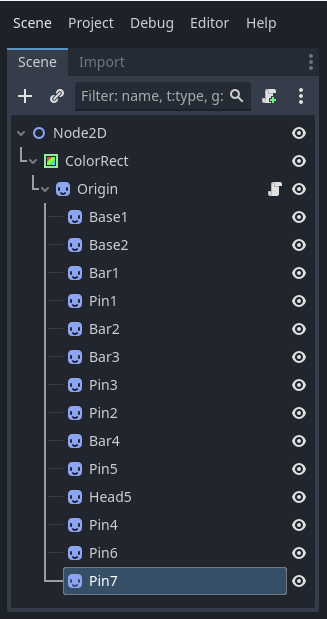 Scene Project Debug Editor Help
Scene Import
Filter: name, t:type, g:
Node2D
ColorRect
Origin
Base1
Base2
Bar1
Pin1
Bar2
Bar3
Pin3
Pin2
Bar4
Pin5
Head5
Pin4
Pin6
Pin7